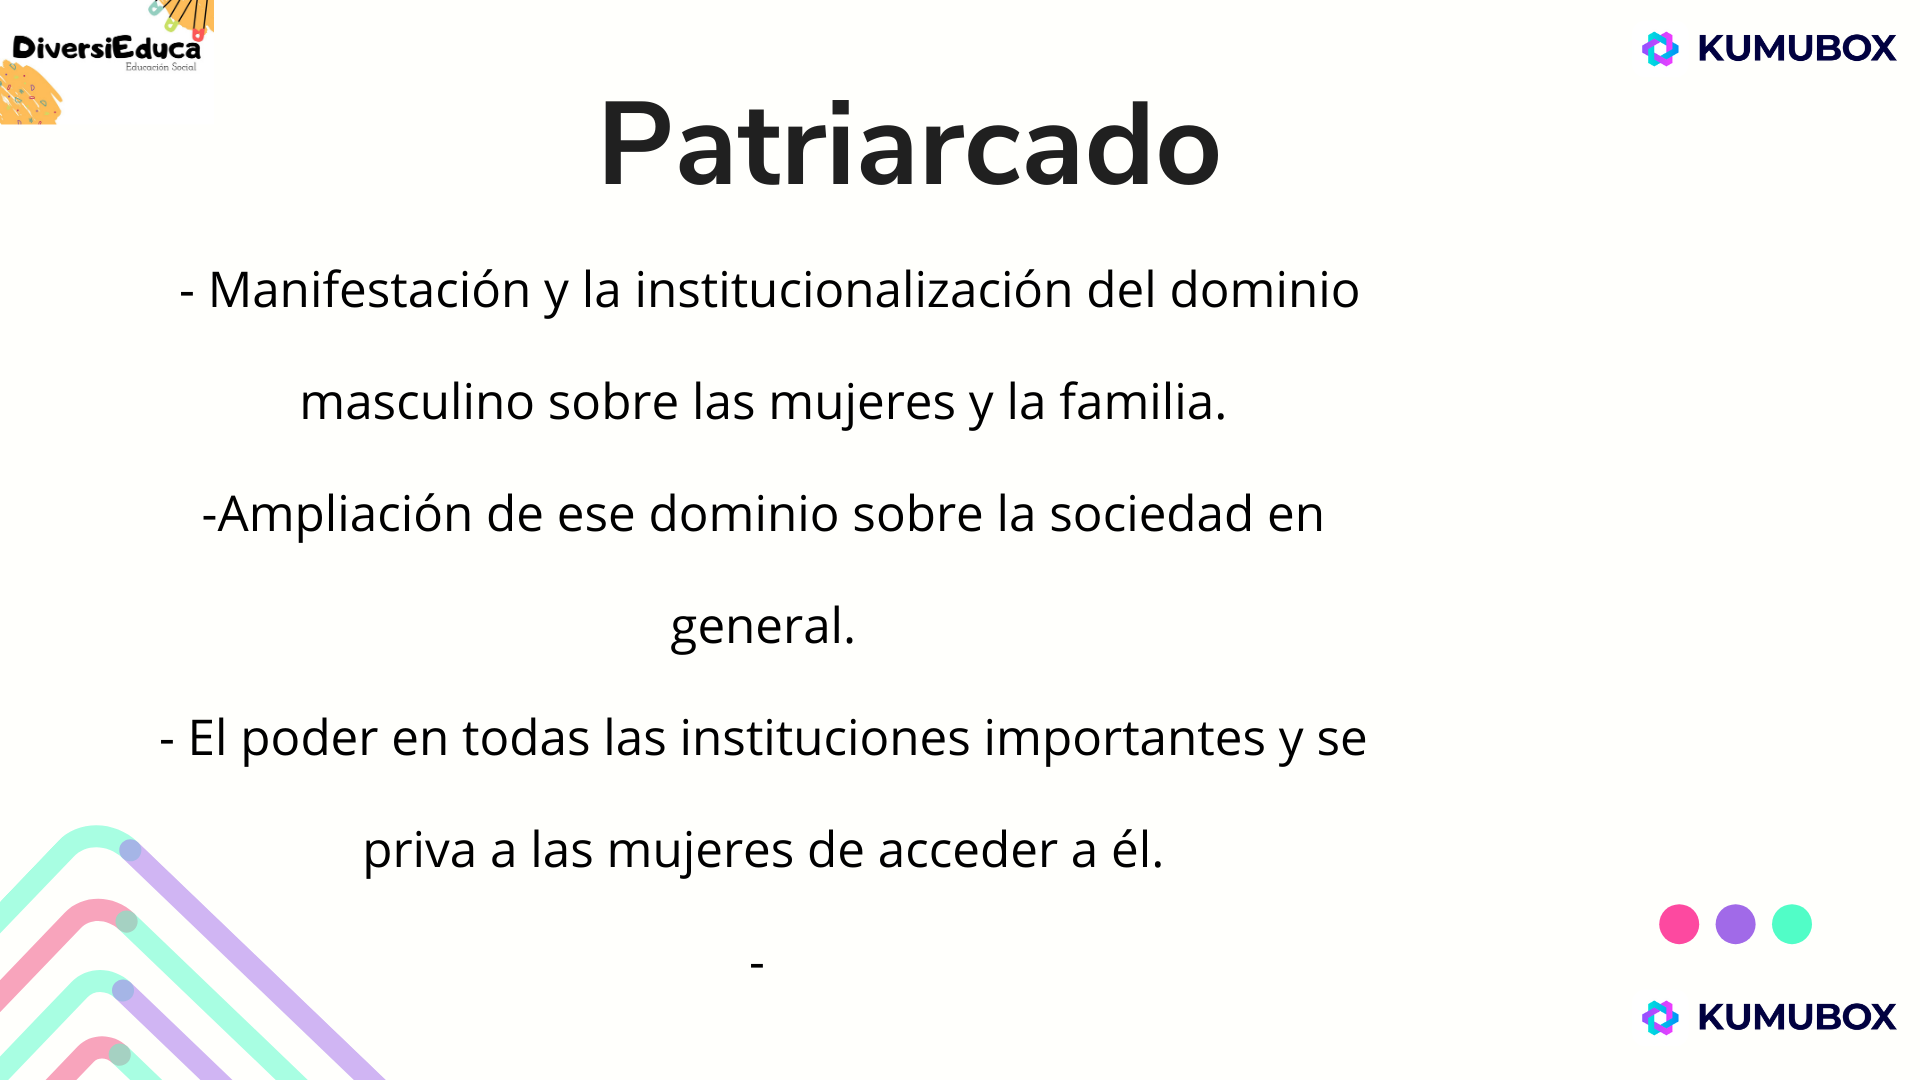 DiversiEduca
Educación Social
KUMUBOX
Patriarcado
- Manifestación y la institucionalización del dominio
masculino sobre las mujeres y la familia.
-Ampliación de ese dominio sobre la sociedad en
general.
- El poder en todas las instituciones importantes y se
priva a las mujeres de acceder a él.
-
KUMUBOX